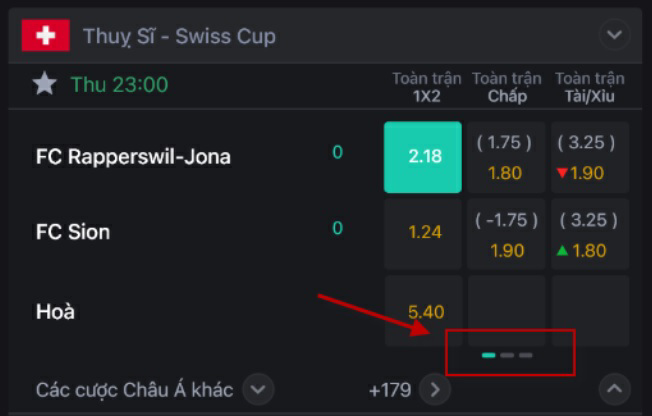 Thuỵ Sĩ - Swiss Cup
Thu 23:00
Toàn trận Toàn trận Toàn trận
1X2 Chấp Tài/Xỉu
FC Rapperswil-Jona 0 2.18 ( 1.75 ) 1.80 ( 3.25 ) ▼1.90
FC Sion 0 1.24 ( -1.75 ) 1.90 ( 3.25 ) ▲1.80
Hoà 5.40
Các cược Châu Á khác +179